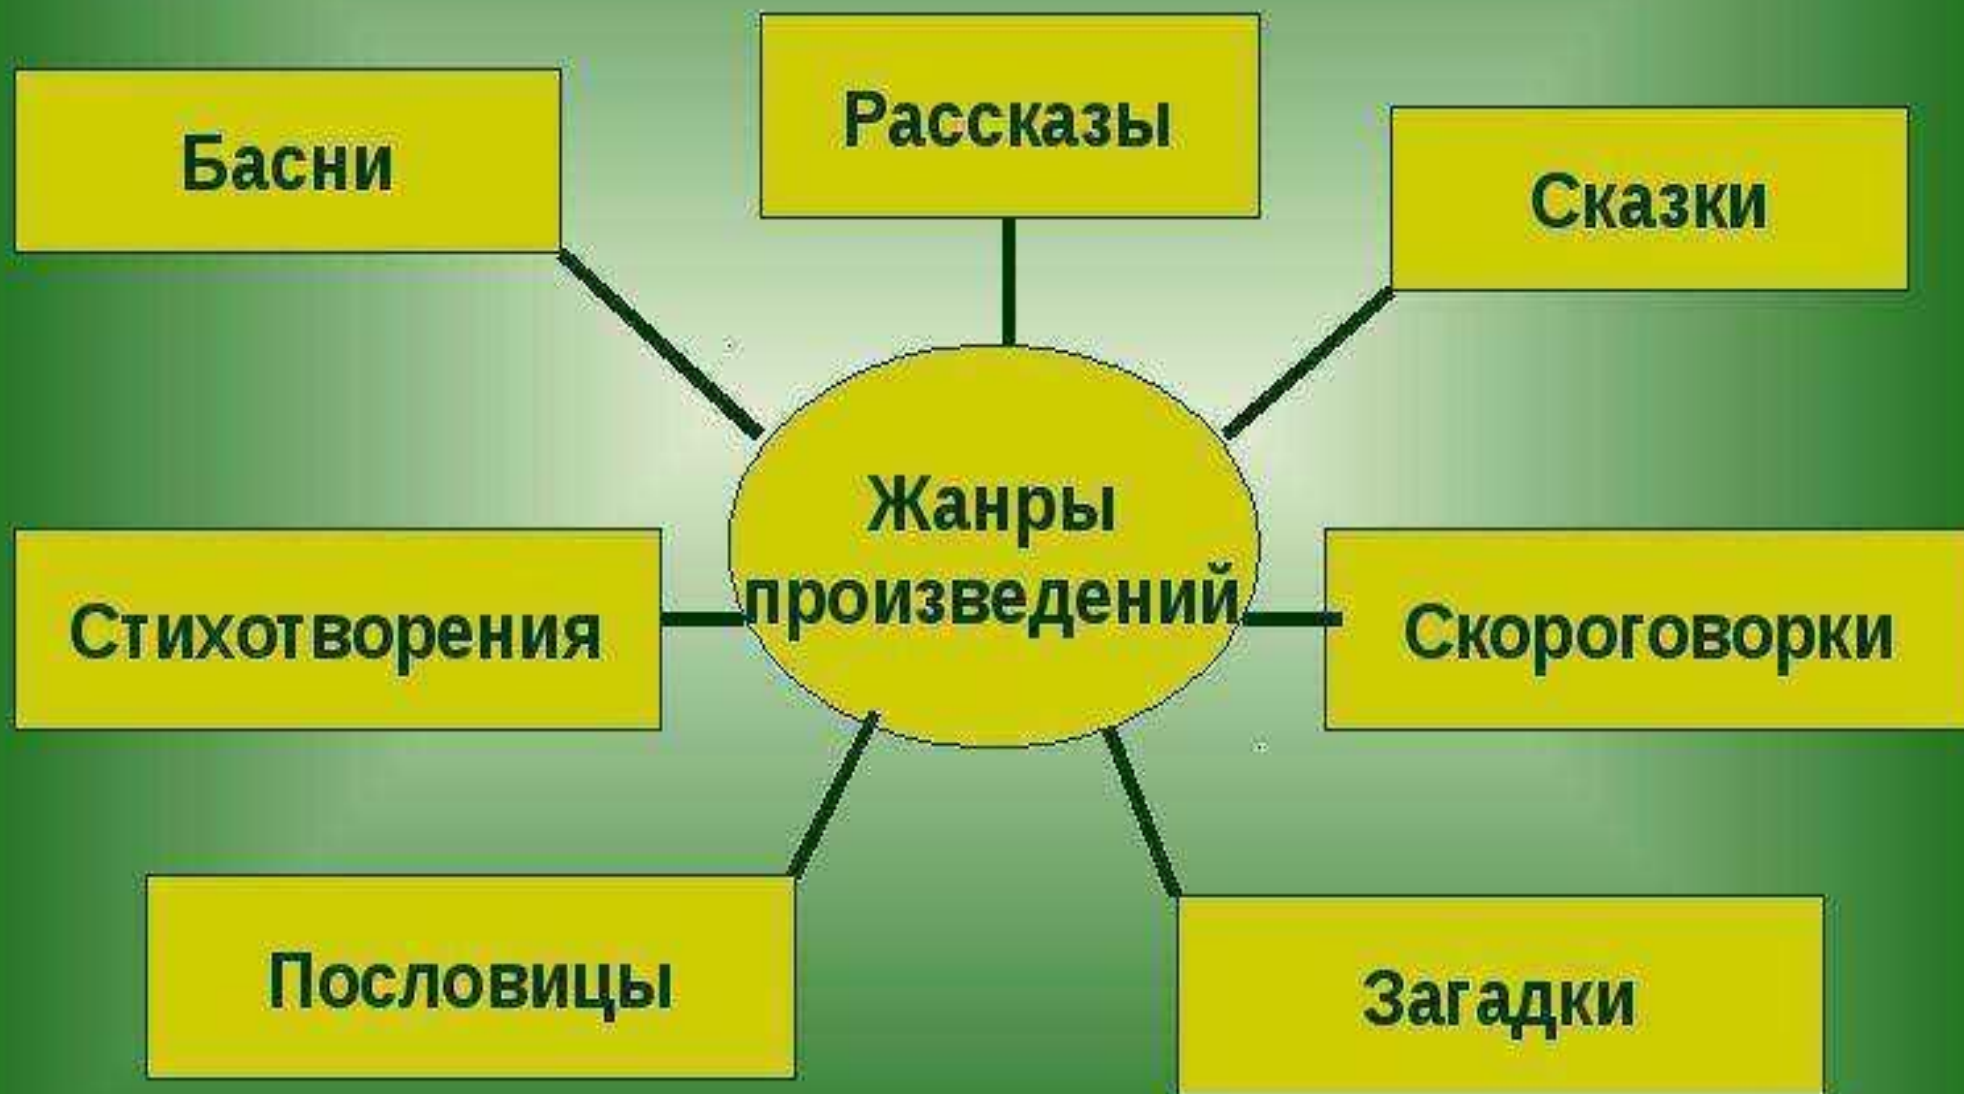 Рассказы
Басни
Сказки
Жанры
произведений
Стихотворения
Скороговорки
Пословицы
Загадки